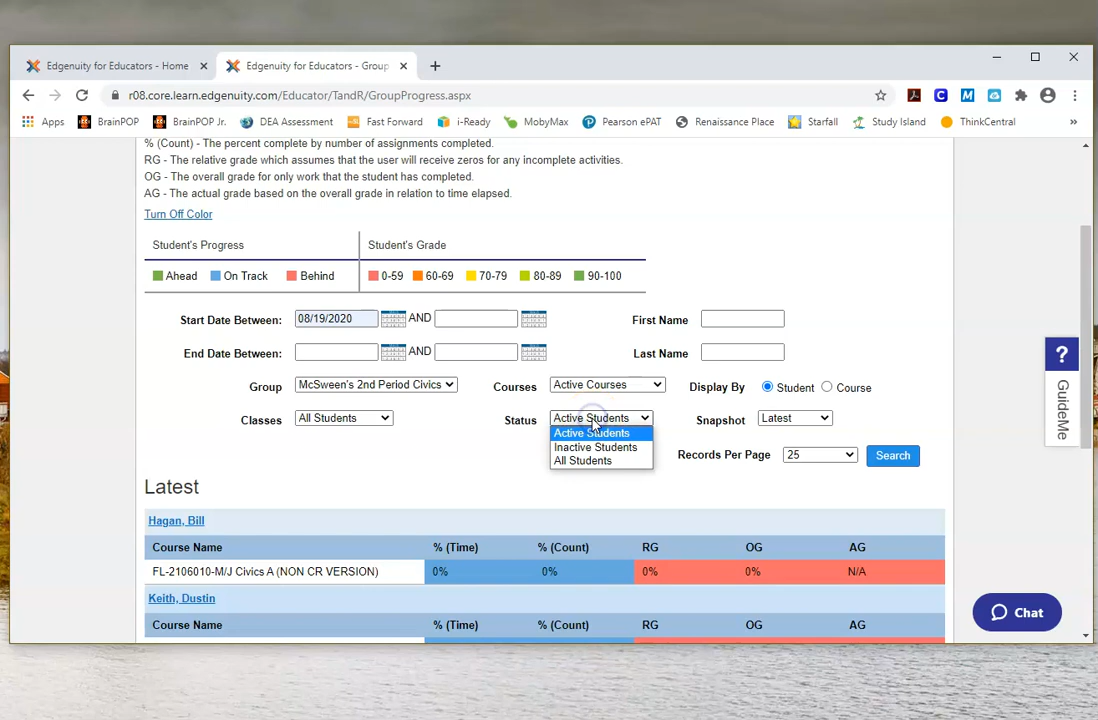 Edgenuity for Educators - Home
Edgenuity for Educators - Group
r08.core.learn.edgenuity.com/Educator/TandR/GroupProgress.aspx
Apps BrainPOP BrainPOP Jr. DEA Assessment Fast Forward i-Ready MobyMax Pearson ePAT Renaissance Place Starfall Study Island ThinkCentral »
% (Count) - The percent complete by number of assignments completed.
RG - The relative grade which assumes that the user will receive zeros for any incomplete activities.
OG - The overall grade for only work that the student has completed.
AG - The actual grade based on the overall grade in relation to time elapsed.
Turn Off Color
Student's Progress Student's Grade
Ahead On Track Behind 0-59 60-69 70-79 80-89 90-100
Start Date Between: 08/19/2020 AND First Name
End Date Between: AND Last Name
Group McSween's 2nd Period Civics Courses Active Courses Display By Student Course
Classes All Students Status Active Students Snapshot Latest
Active Students
Inactive Students
All Students
Records Per Page 25 Search
Latest
Hagan, Bill
Course Name % (Time) % (Count) RG OG AG
FL-2106010-M/J Civics A (NON CR VERSION) 0% 0% 0% 0% N/A
Keith, Dustin
Course Name % (Time) % (Count) RG OG AG
?
GuideMe
Chat